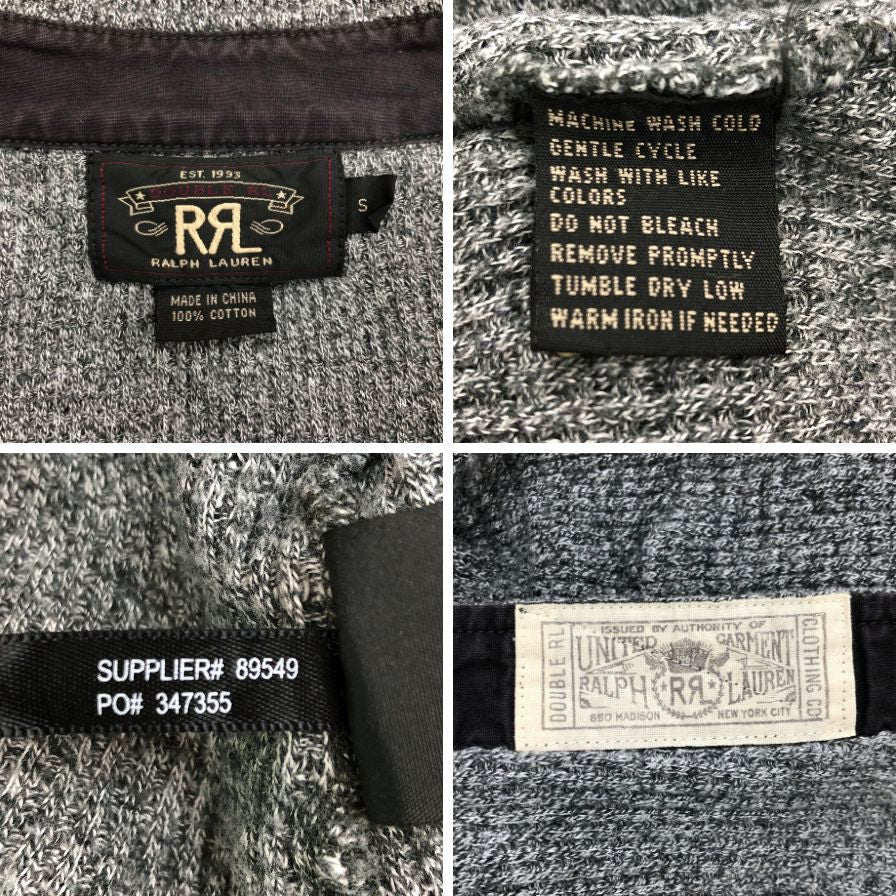 EST. 1993
DOUBLE RL
RRL
RALPH LAUREN
S
MADE IN CHINA
100% COTTON
MACHINE WASH COLD
GENTLE CYCLE
WASH WITH LIKE
COLORS
DO NOT BLEACH
REMOVE PROMPTLY
TUMBLE DRY LOW
WARM IRON IF NEEDED
SUPPLIER# 89549
PO# 347355
DOUBLE RL
ISSUED BY AUTHORITY OF
UNITED GARMENT
RALPH RRL LAUREN
650 MADISON NEW YORK CITY
CLOTHING CO